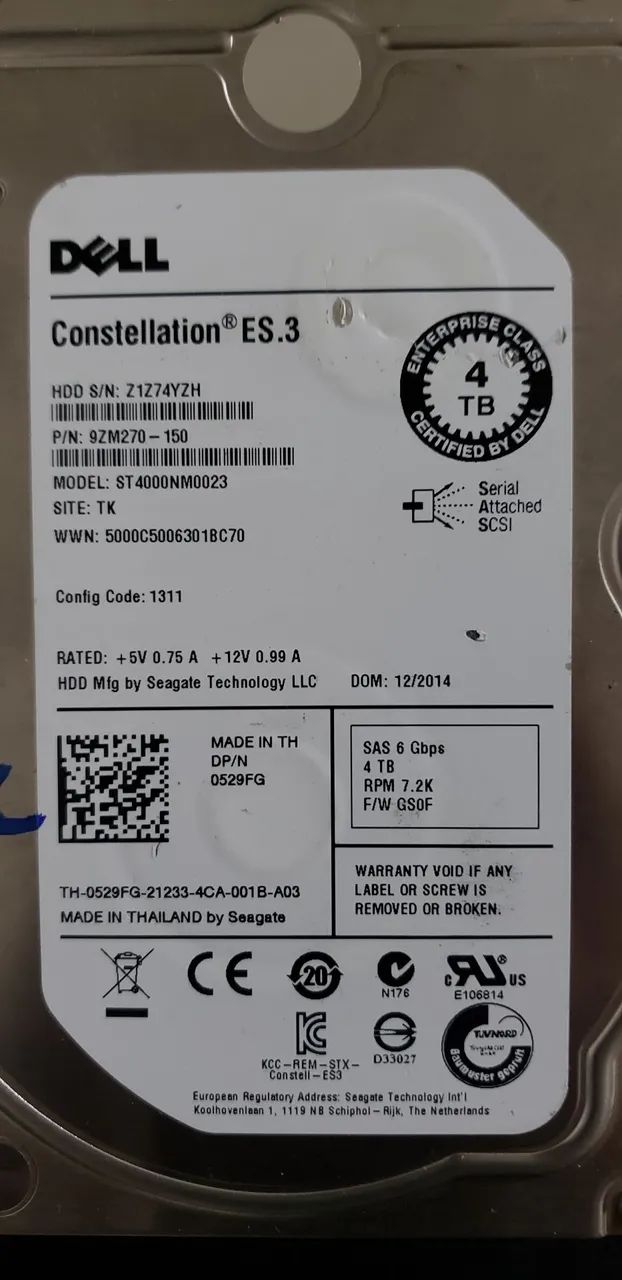 DELL
Constellation® ES.3
ENTERPRISE CLASS
4
TB
CERTIFIED BY DELL
HDD S/N: Z1Z74YZH
P/N: 9ZM270-150
MODEL: ST4000NM0023
SITE: TK
WWN: 5000C5006301BC70
Serial
Attached
SCSI
Config Code: 1311
RATED: +5V 0.75 A +12V 0.99 A
HDD Mfg by Seagate Technology LLC DOM: 12/2014
MADE IN TH
DP/N
0529FG
SAS 6 Gbps
4 TB
RPM 7.2K
F/W GS0F
TH-0529FG-21233-4CA-001B-A03
MADE IN THAILAND by Seagate
WARRANTY VOID IF ANY
LABEL OR SCREW IS
REMOVED OR BROKEN.
CE
20
N176
c RU® US
E106814
KCC-REM-STX-
Constell-ES3
D33027
TUV NORD
Baumuster geprüft
European Regulatory Address: Seagate Technology Int'l
Koolhovenlaan 1, 1119 NB Schiphol-Rijk, The Netherlands